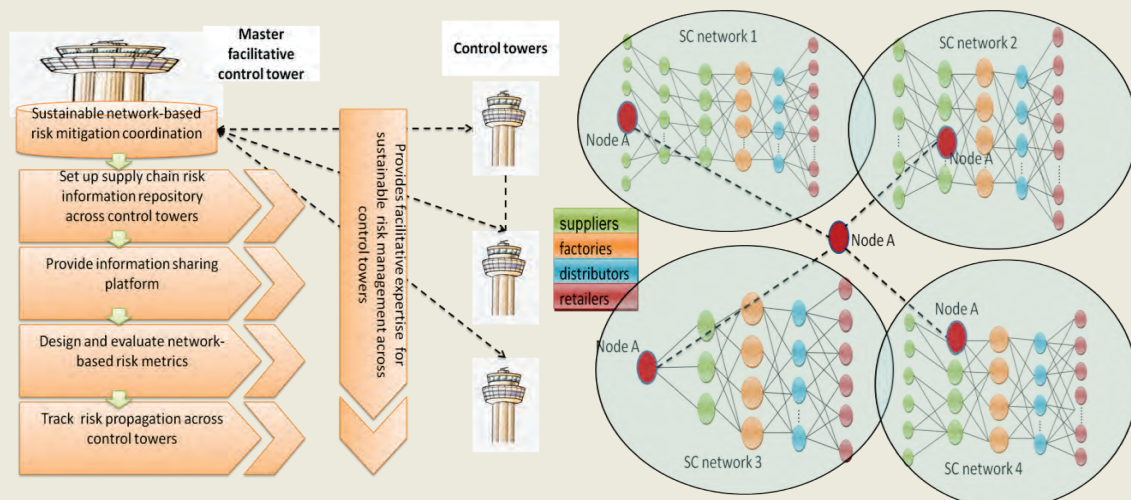 Master
facilitative
control tower
Sustainable network-based
risk mitigation coordination
Set up supply chain risk
information repository
across control towers
Provide information sharing
platform
Design and evaluate network-
based risk metrics
Track risk propagation across
control towers
Provides facilitative expertise for
sustainable risk management across
control towers
Control towers
suppliers
factories
distributors
retailers
SC network 1
Node A
SC network 2
Node A
Node A
Node A
SC network 3
Node A
SC network 4